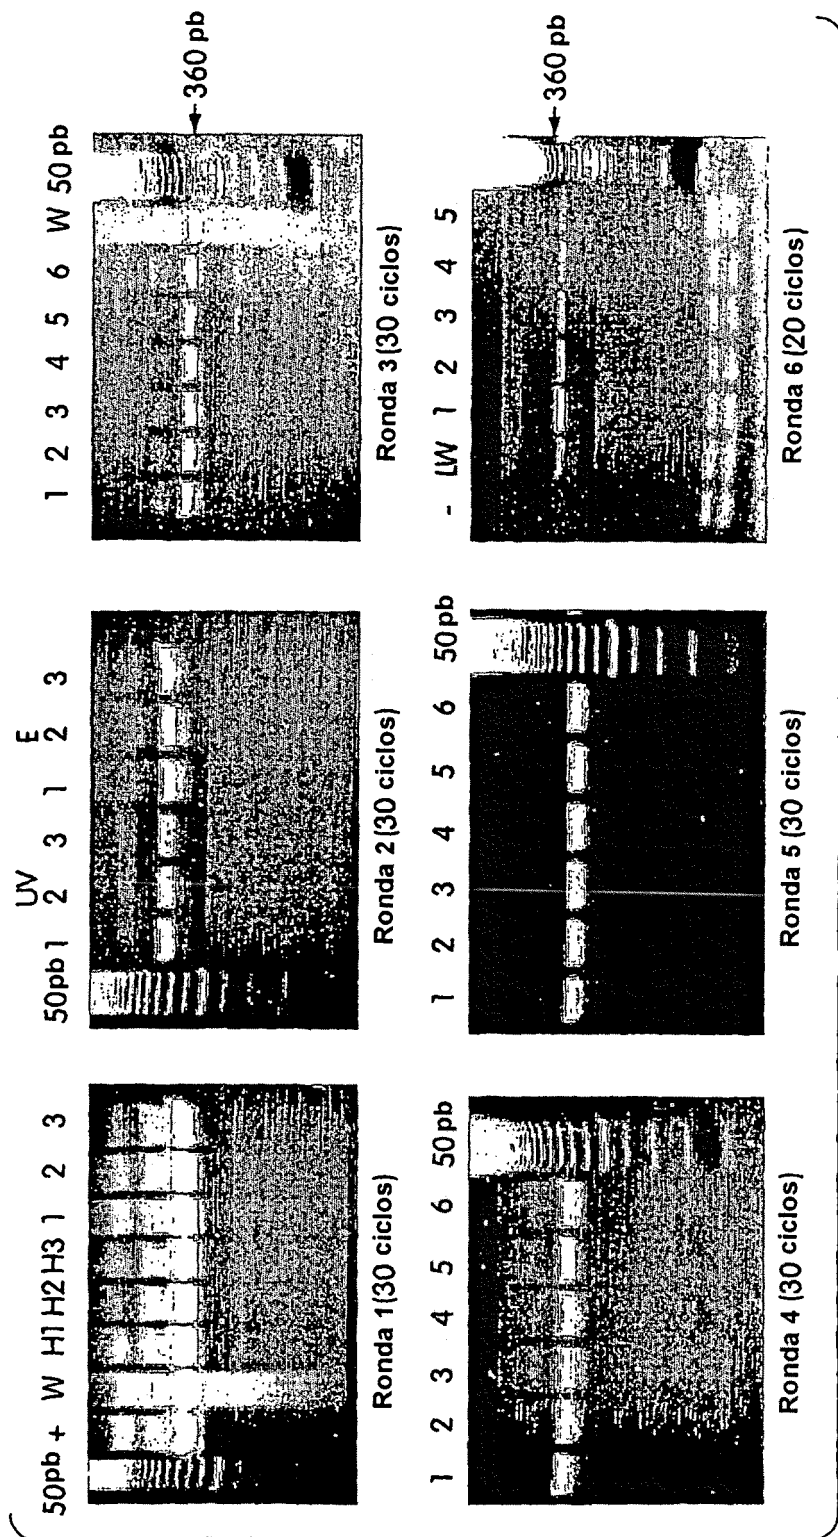 50pb + W H1 H2 H3 1 2 3
Ronda 1(30 ciclos)
UV E
50pb 1 2 3 1 2 3
Ronda 2 (30 ciclos)
1 2 3 4 5 6 W 50 pb
360 pb
Ronda 3 (30 ciclos)
1 2 3 4 5 6 50pb
Ronda 4 (30 ciclos)
1 2 3 4 5 6 50pb
Ronda 5 (30 ciclos)
- LW 1 2 3 4 5
360 pb
Ronda 6 (20 ciclos)